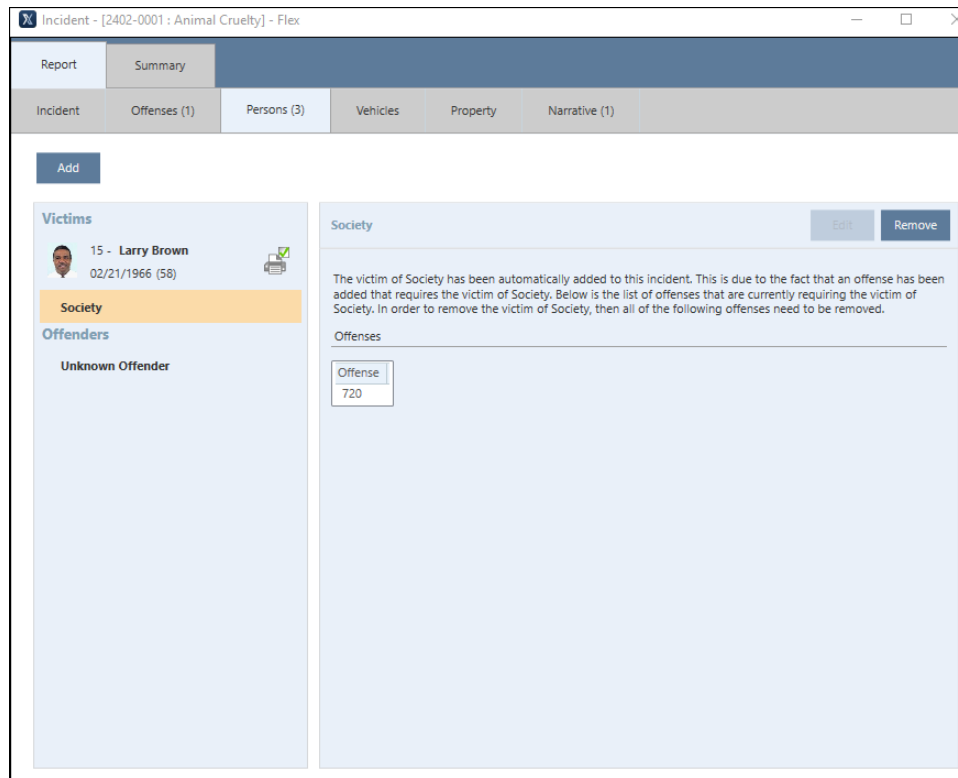 Incident - [2402-0001 : Animal Cruelty] - Flex
Report Summary
Incident Offenses (1) Persons (3) Vehicles Property Narrative (1)
Add
Victims
15 - Larry Brown
02/21/1966 (58)
Society
Offenders
Unknown Offender
Society Edit Remove
The victim of Society has been automatically added to this incident. This is due to the fact that an offense has been
added that requires the victim of Society. Below is the list of offenses that are currently requiring the victim of
Society. In order to remove the victim of Society, then all of the following offenses need to be removed.
Offenses
Offense
720